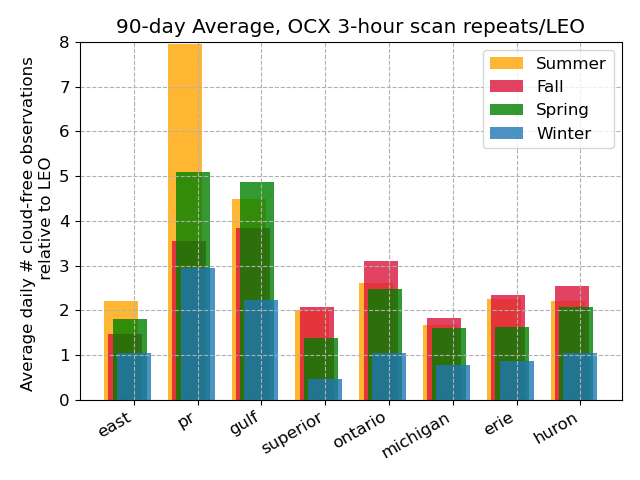 90-day Average, OCX 3-hour scan repeats/LEO
Average daily # cloud-free observations
relative to LEO
8
7
6
5
4
3
2
1
0
Summer
Fall
Spring
Winter
east
pr
gulf
superior
ontario
michigan
erie
huron